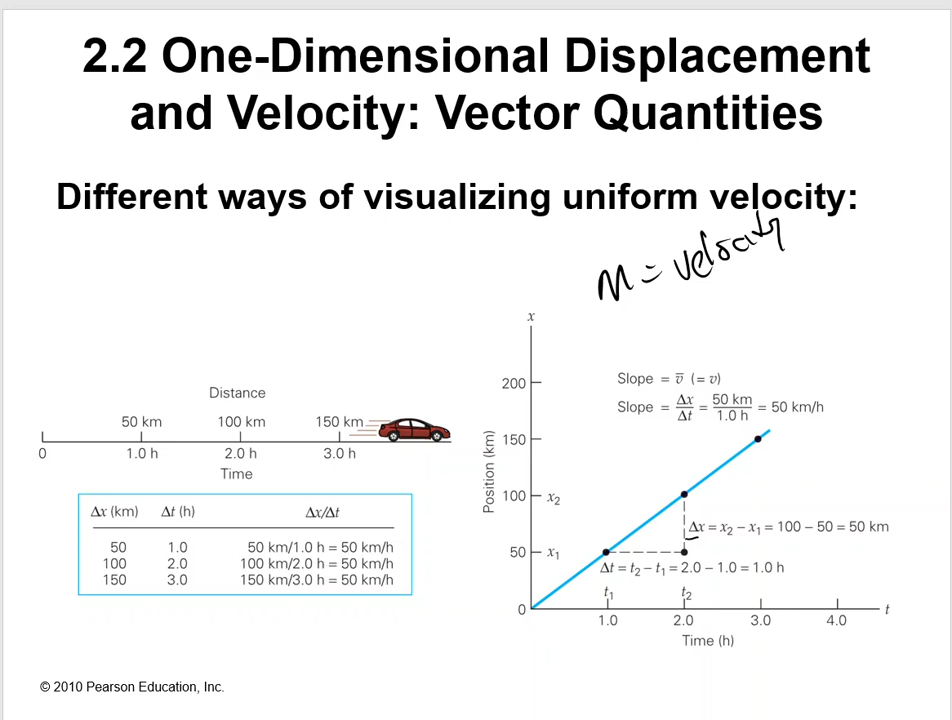 2.2 One-Dimensional Displacement
and Velocity: Vector Quantities
Different ways of visualizing uniform velocity:
m = velocity
Distance
50 km 100 km 150 km
0 1.0 h 2.0 h 3.0 h
Time
Δx (km) Δt (h) Δx/Δt
50 1.0 50 km/1.0 h = 50 km/h
100 2.0 100 km/2.0 h = 50 km/h
150 3.0 150 km/3.0 h = 50 km/h
x
Slope = v̅ (= v)
Slope = Δx/Δt = 50 km/1.0 h = 50 km/h
Position (km)
200
150
100 x₂
50 x₁
0
Δx = x₂ – x₁ = 100 – 50 = 50 km
Δt = t₂ – t₁ = 2.0 – 1.0 = 1.0 h
t₁ t₂
1.0 2.0 3.0 4.0
t
Time (h)
© 2010 Pearson Education, Inc.